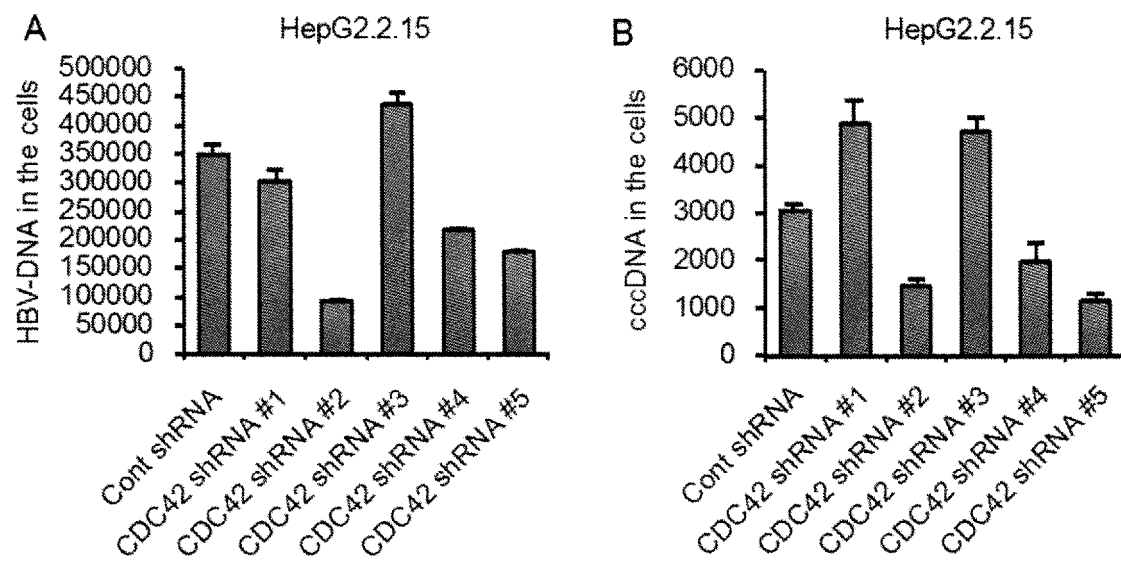 A
HepG2.2.15
HBV-DNA in the cells
500000
450000
400000
350000
300000
250000
200000
150000
100000
50000
0
Cont shRNA
CDC42 shRNA #1
CDC42 shRNA #2
CDC42 shRNA #3
CDC42 shRNA #4
CDC42 shRNA #5
B
HepG2.2.15
cccDNA in the cells
6000
5000
4000
3000
2000
1000
0
Cont shRNA
CDC42 shRNA #1
CDC42 shRNA #2
CDC42 shRNA #3
CDC42 shRNA #4
CDC42 shRNA #5